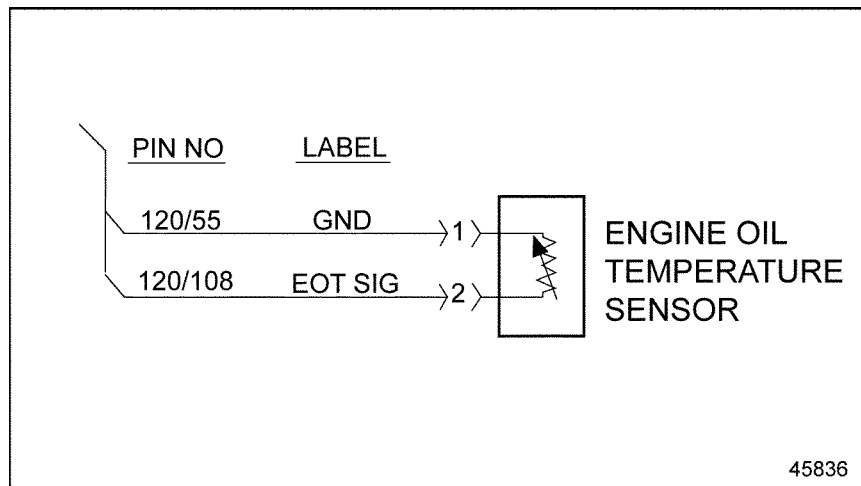 PIN NO LABEL
120/55 GND 1
120/108 EOT SIG 2
ENGINE OIL
TEMPERATURE
SENSOR
45836